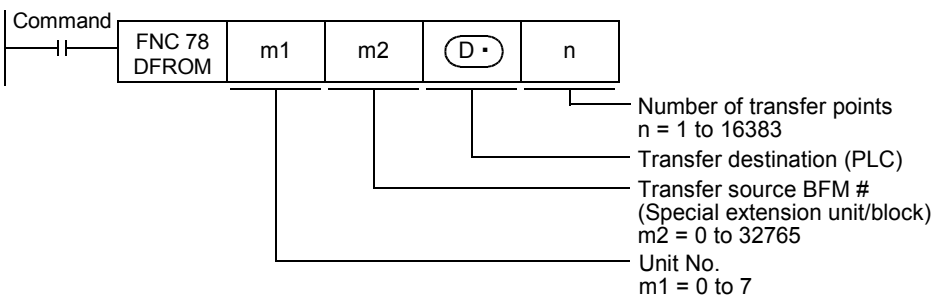 Command
FNC 78
DFROM
m1
m2
D •
n
Number of transfer points
n = 1 to 16383
Transfer destination (PLC)
Transfer source BFM #
(Special extension unit/block)
m2 = 0 to 32765
Unit No.
m1 = 0 to 7